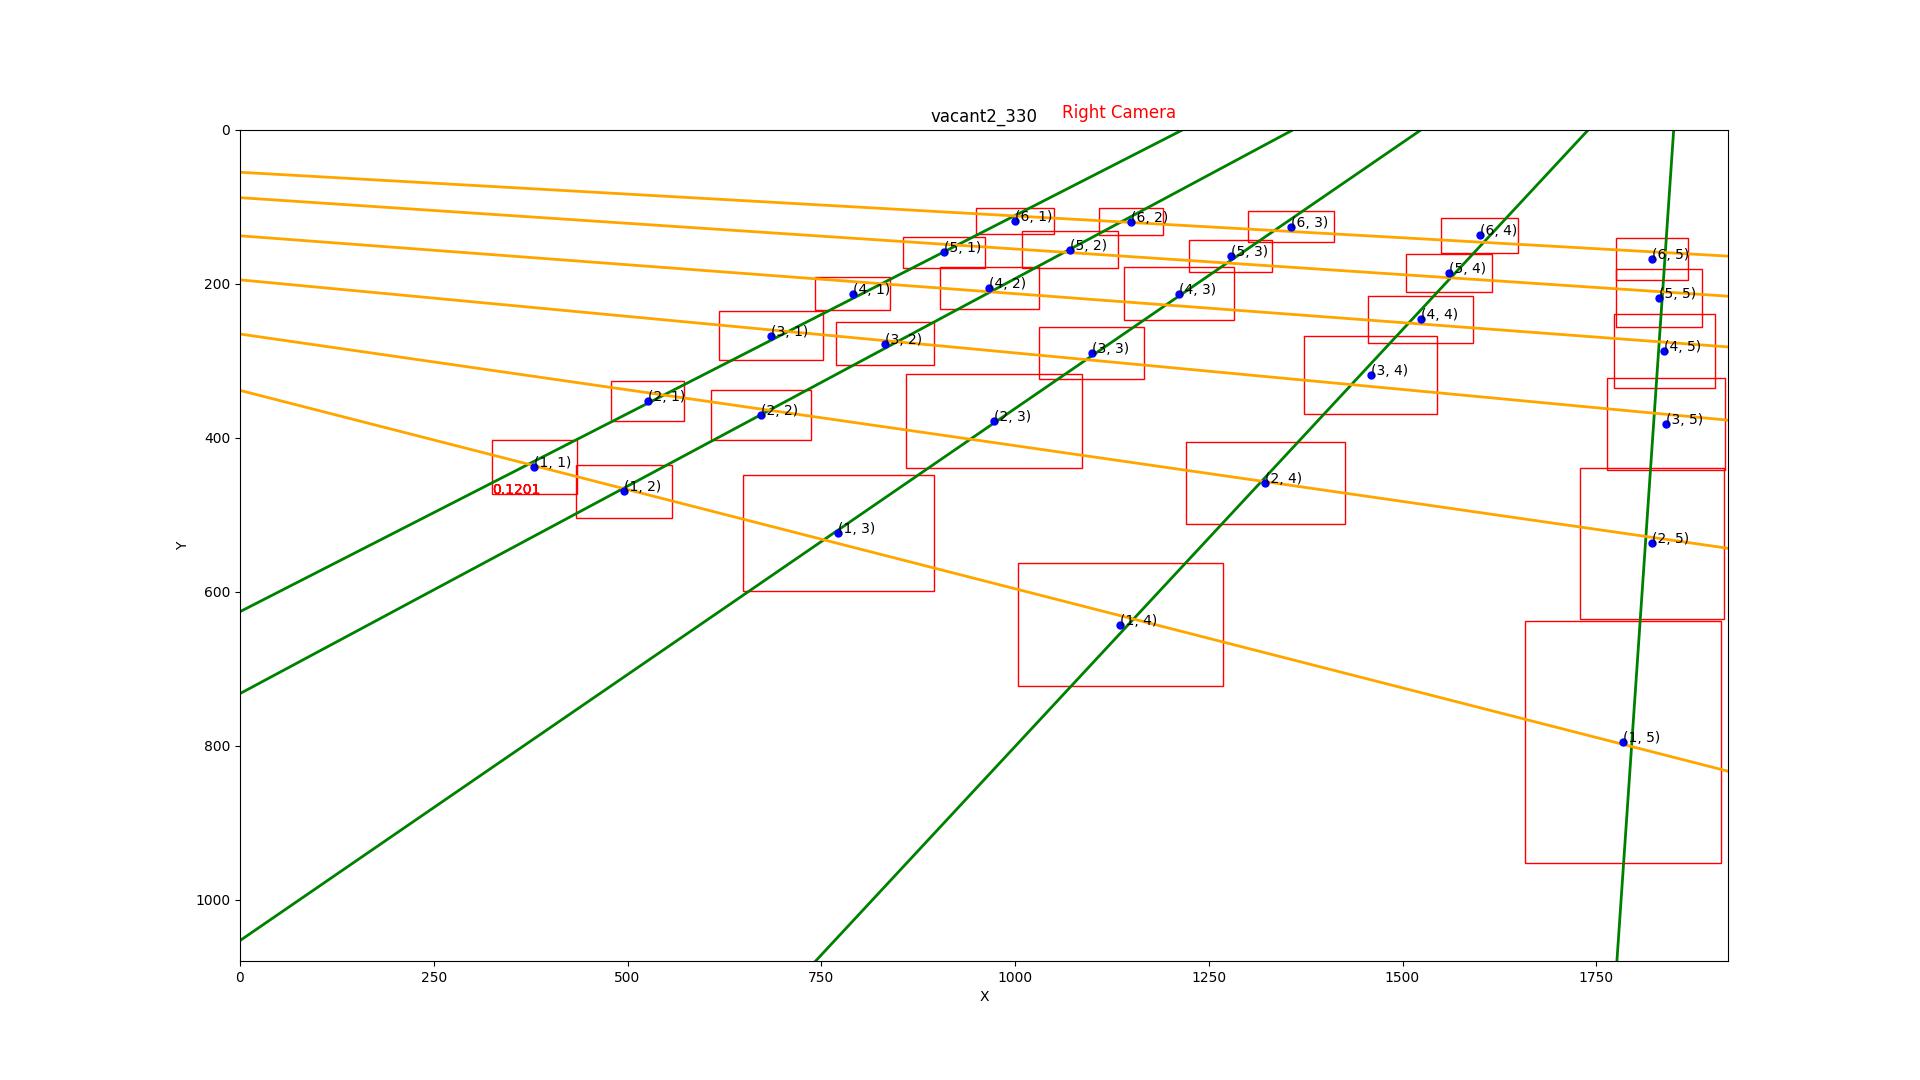 vacant2_330 Right Camera
0
(6, 1) (6, 2) (6, 3) (6, 4)
(5, 1) (5, 2) (5, 3) (6, 5)
(4, 1) (4, 2) (4, 3) (5, 4) (5, 5)
200
(3, 1) (3, 2) (3, 3) (4, 4) (4, 5)
(2, 1) (2, 2) (2, 3) (3, 4) (3, 5)
400
(1, 1) (1, 2) (2, 4)
0.1201
(1, 3) (2, 5)
Y
600
(1, 4)
(1, 5)
800
1000
0 250 500 750 1000 1250 1500 1750
X